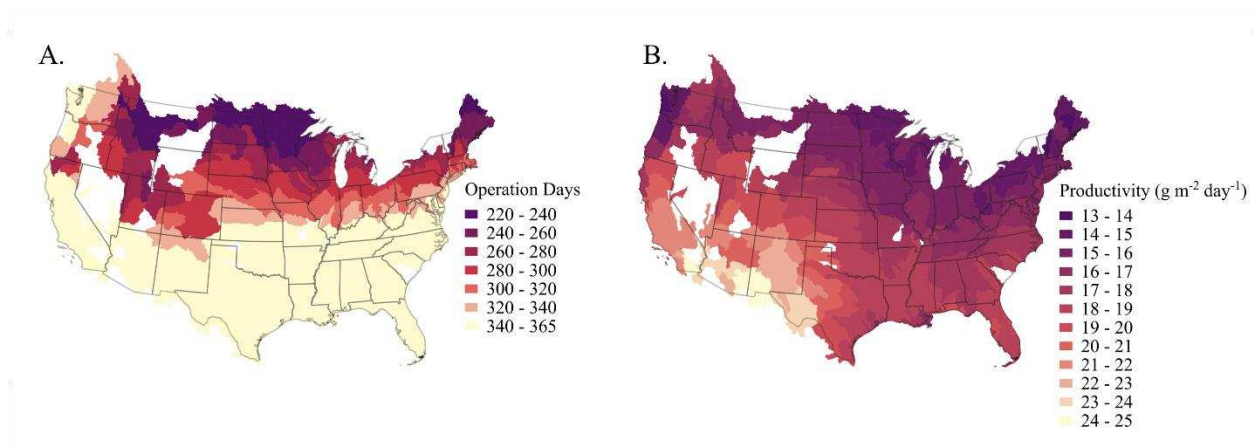 A.
Operation Days
220 - 240
240 - 260
260 - 280
280 - 300
300 - 320
320 - 340
340 - 365
B.
Productivity (g m⁻² day⁻¹)
13 - 14
14 - 15
15 - 16
16 - 17
17 - 18
18 - 19
19 - 20
20 - 21
21 - 22
22 - 23
23 - 24
24 - 25